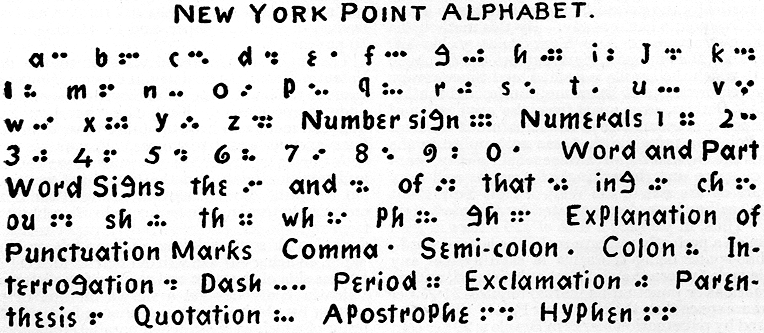 NEW YORK POINT ALPHABET.
a b c d e f g h i J k
l m n o p q r s t u v
w x y z Number sign Numerals 1 2
3 4 5 6 7 8 9 0 Word and Part
Word Signs the and of that ing ch
ou sh th wh ph gh Explanation of
Punctuation Marks Comma Semi-colon Colon In-
terrogation Dash Period Exclamation Paren-
thesis Quotation Apostrophe Hyphen